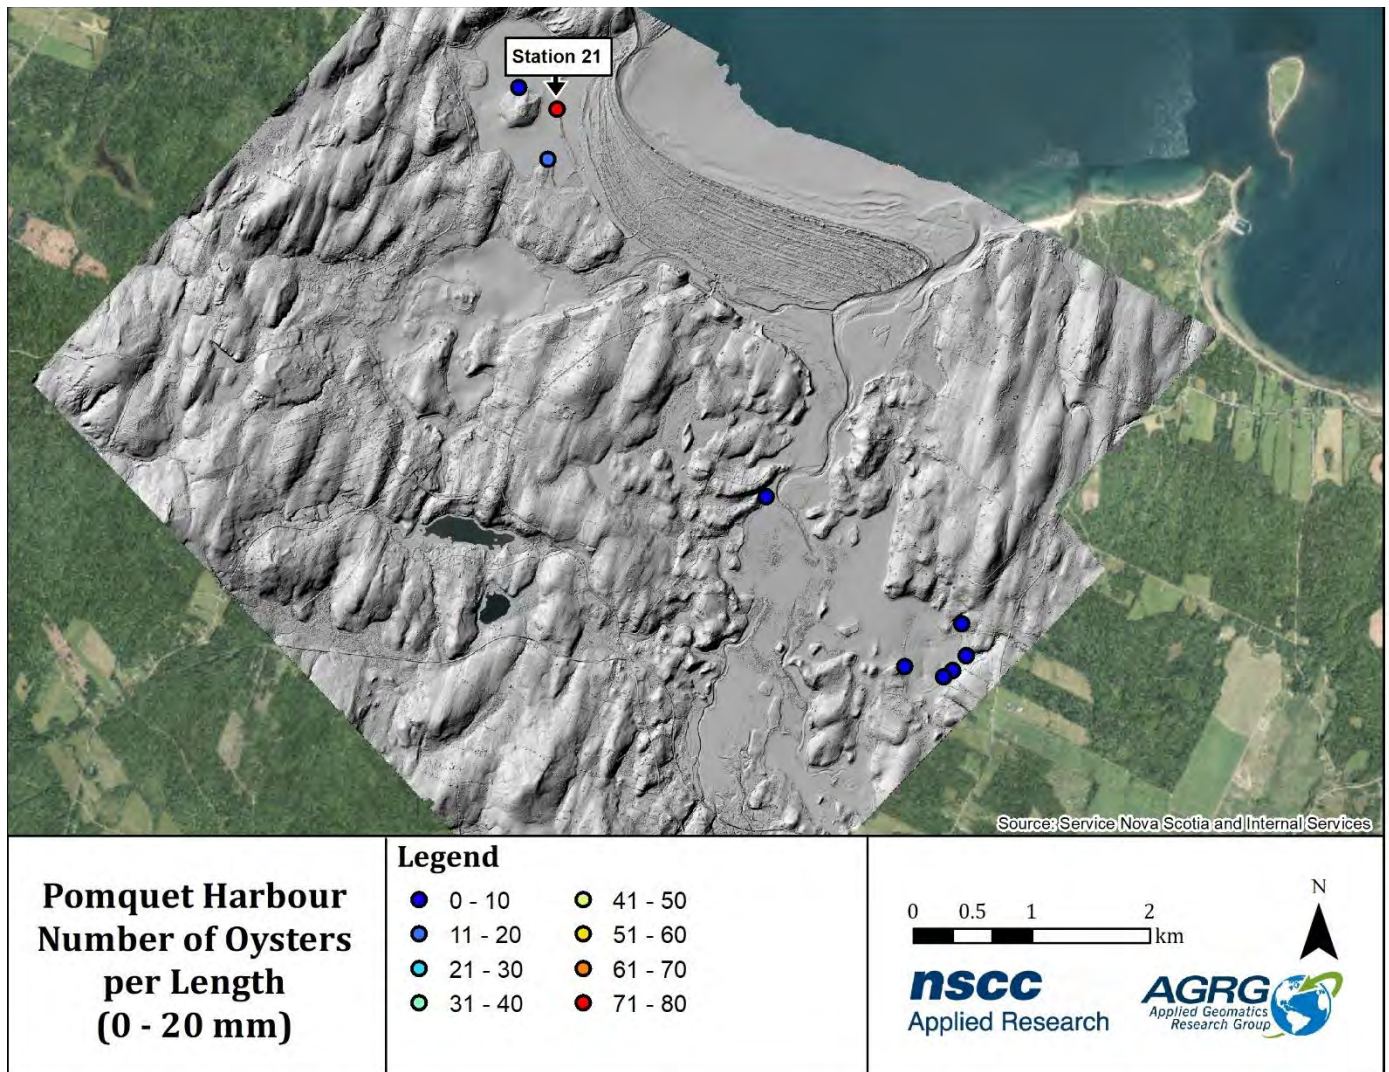 Station 21
Source: Service Nova Scotia and Internal Services
Pomquet Harbour
Number of Oysters
per Length
(0 - 20 mm)
Legend
0 - 10
11 - 20
21 - 30
31 - 40
41 - 50
51 - 60
61 - 70
71 - 80
0 0.5 1 2
km
N
nscc
Applied Research
AGRG
Applied Geomatics
Research Group